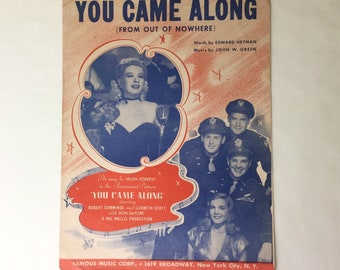 YOU CAME ALONG
(FROM OUT OF NOWHERE)
Words by EDWARD HEYMAN
Music by JOHN W. GREEN
As sung by HELEN FORREST
in the Paramount Picture
"YOU CAME ALONG"
starring
ROBERT CUMMINGS and LIZABETH SCOTT
with DON DeFORE
A HAL WALLIS PRODUCTION
FAMOUS MUSIC CORP. • 1619 BROADWAY, New York City, N. Y.